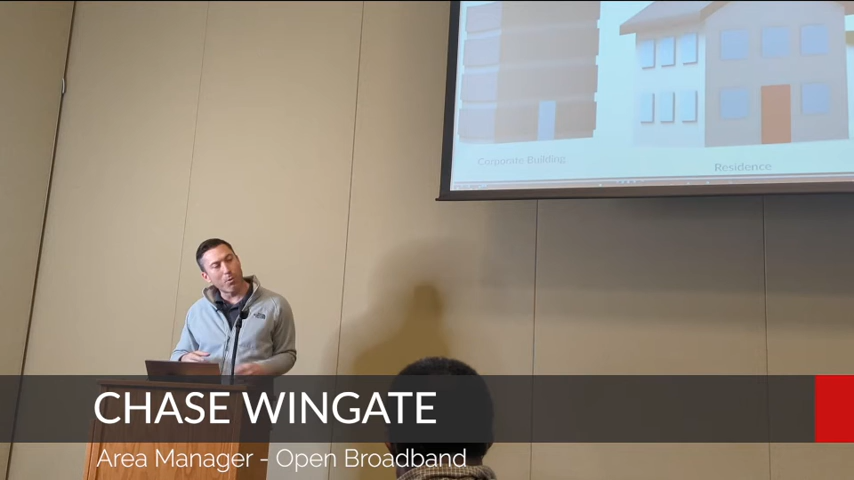 Corporate Building
Residence
CHASE WINGATE
Area Manager - Open Broadband